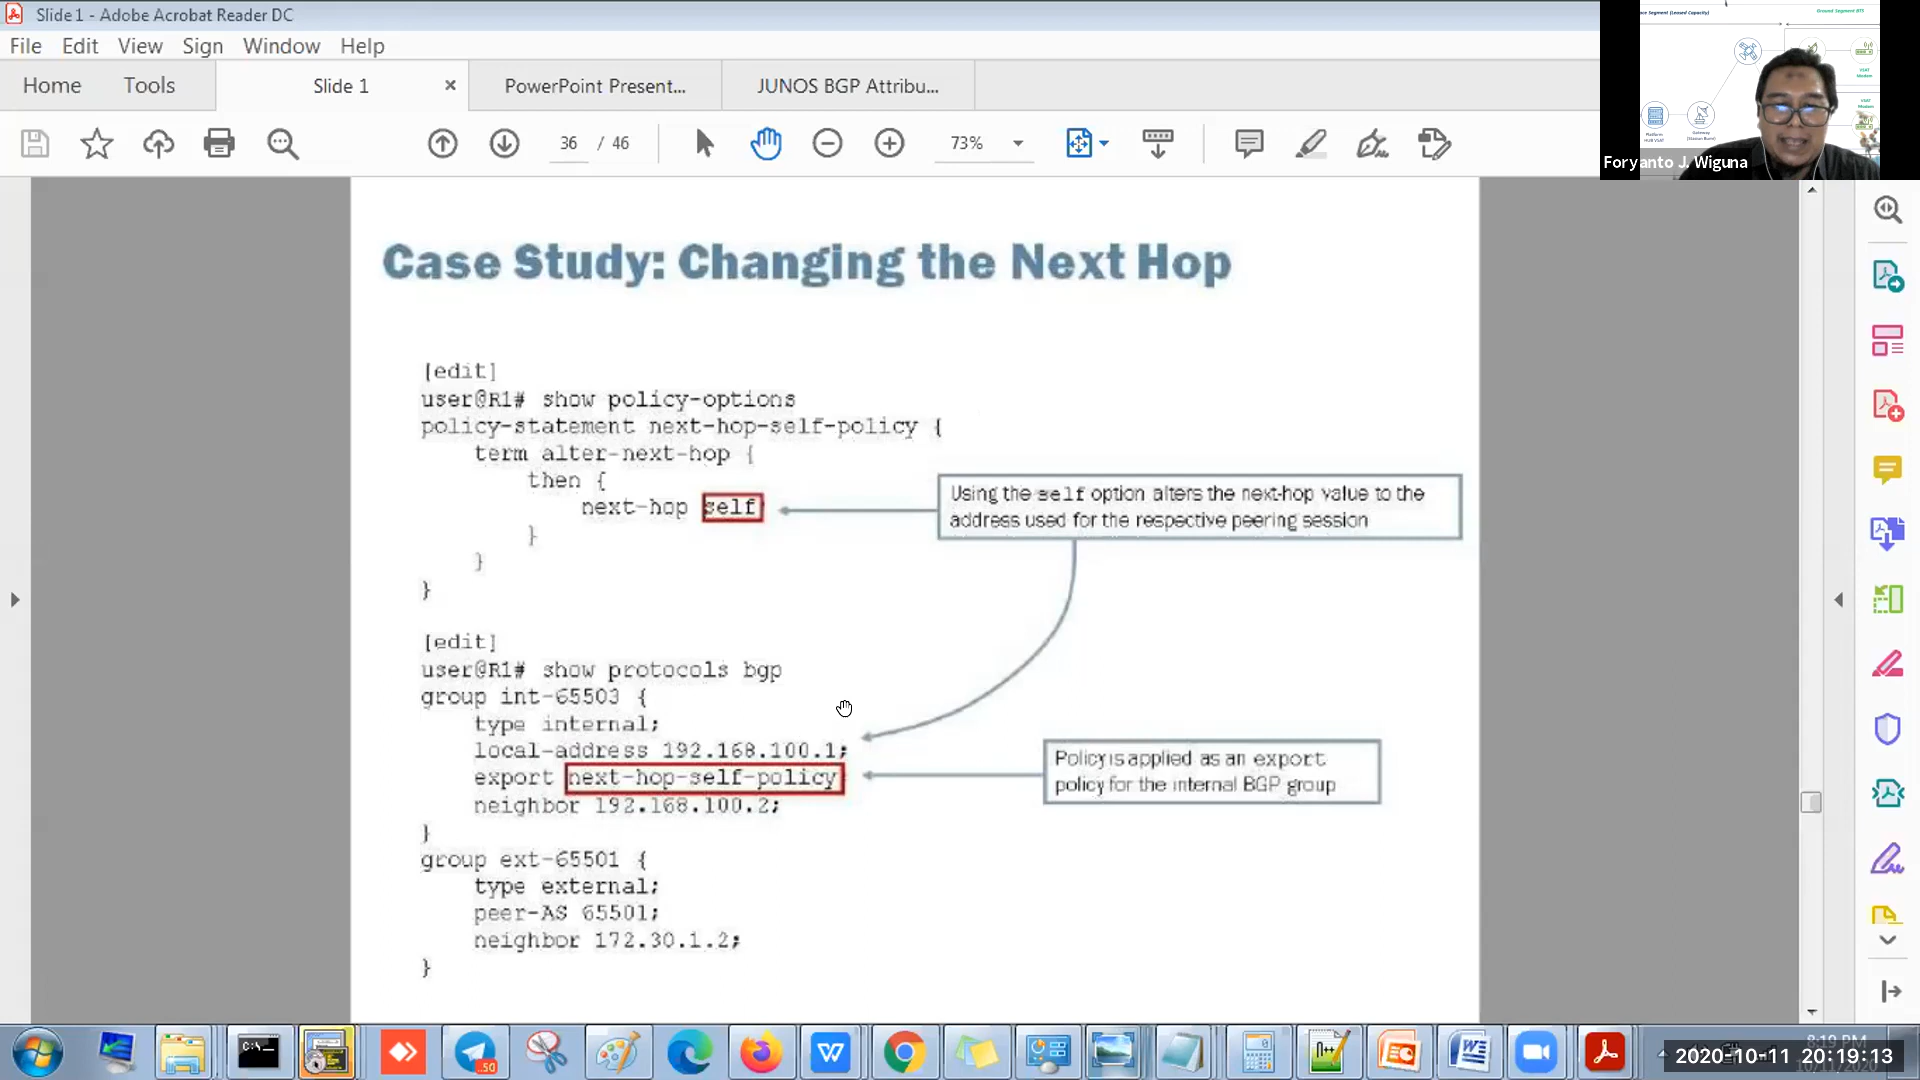 Slide 1 - Adobe Acrobat Reader DC
File Edit View Sign Window Help
Home Tools Slide 1 × PowerPoint Present... JUNOS BGP Attribu...
36 / 46 73%
Foryanto J. Wiguna
Case Study: Changing the Next Hop
[edit]
user@R1# show policy-options
policy-statement next-hop-self-policy {
term alter-next-hop {
then {
next-hop self
}
}
}
Using the self option alters the next-hop value to the
address used for the respective peering session
[edit]
user@R1# show protocols bgp
group int-65503 {
type internal;
local-address 192.168.100.1;
export next-hop-self-policy
neighbor 192.168.100.2;
}
Policy is applied as an export
policy for the internal BGP group
group ext-65501 {
type external;
peer-AS 65501;
neighbor 172.30.1.2;
}
8:19 PM
2020-10-11 20:19:13